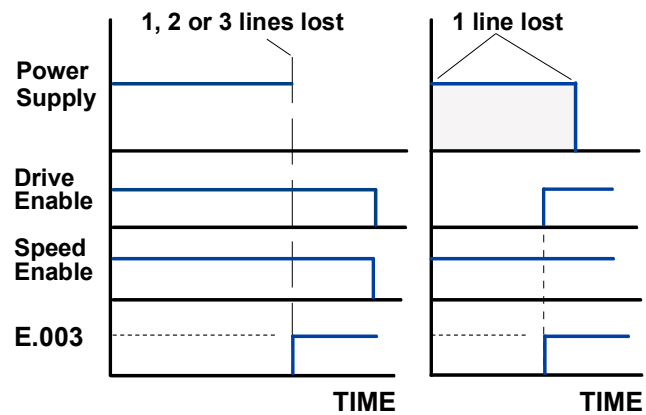 1, 2 or 3 lines lost
1 line lost
Power
Supply
Drive
Enable
Speed
Enable
E.003
TIME
TIME